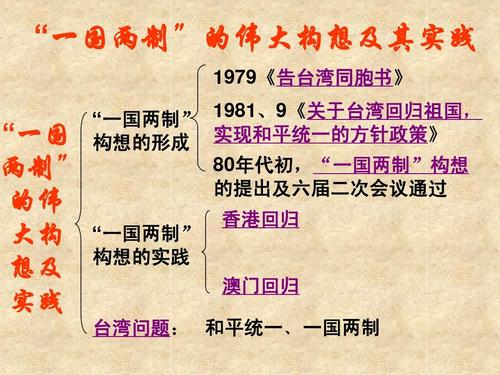 “一国两制”的伟大构想及其实践
“一国
两制”
的伟
大构
想及
实践
“一国两制”
构想的形成
1979《告台湾同胞书》
1981、9《关于台湾回归祖国，
实现和平统一的方针政策》
80年代初，“一国两制”构想
的提出及六届二次会议通过
“一国两制”
构想的实践
香港回归
澳门回归
台湾问题： 和平统一、一国两制